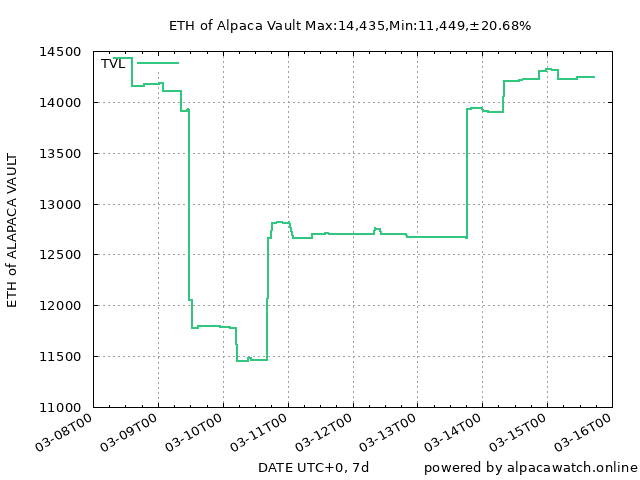 ETH of Alpaca Vault Max:14,435,Min:11,449,±20.68%
TVL
14500
14000
13500
13000
12500
12000
11500
11000
ETH of ALAPACA VAULT
03-08T00
03-09T00
03-10T00
03-11T00
03-12T00
03-13T00
03-14T00
03-15T00
03-16T00
DATE UTC+0, 7d
powered by alpacawatch.online